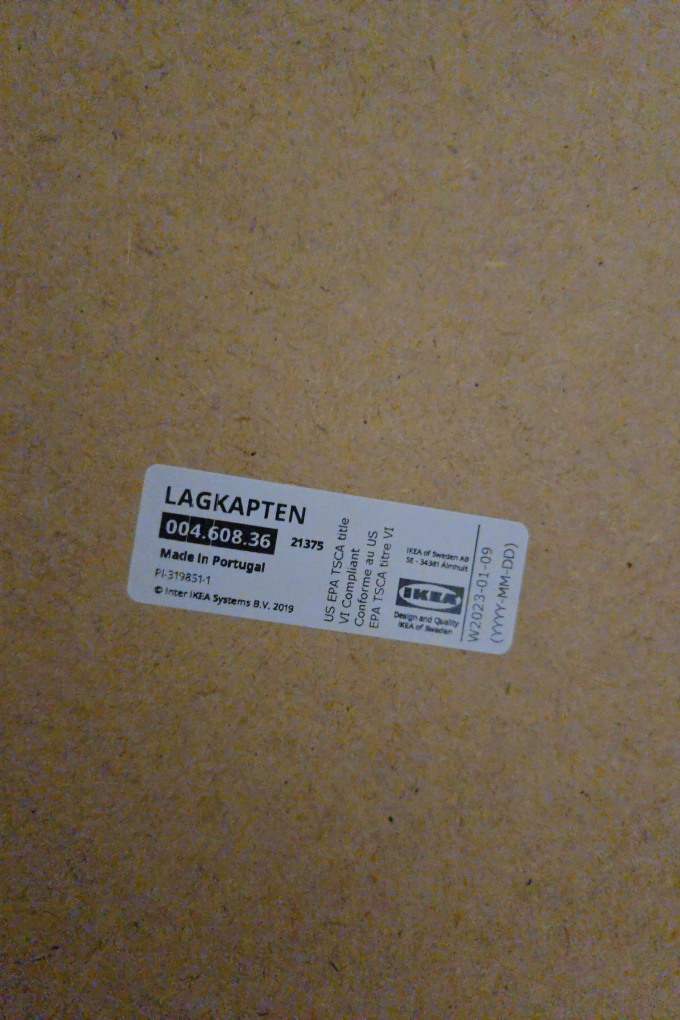 LAGKAPTEN
004.608.36 21375
Made in Portugal
PI-319851-1
© Inter IKEA Systems B.V. 2019
US EPA TSCA title
VI Compliant
Conforme au US
EPA TSCA titre VI
IKEA of Sweden AB
SE - 34381 Älmhult
IKEA
Design and Quality
IKEA of Sweden
W2023-01-09
(YYYY-MM-DD)